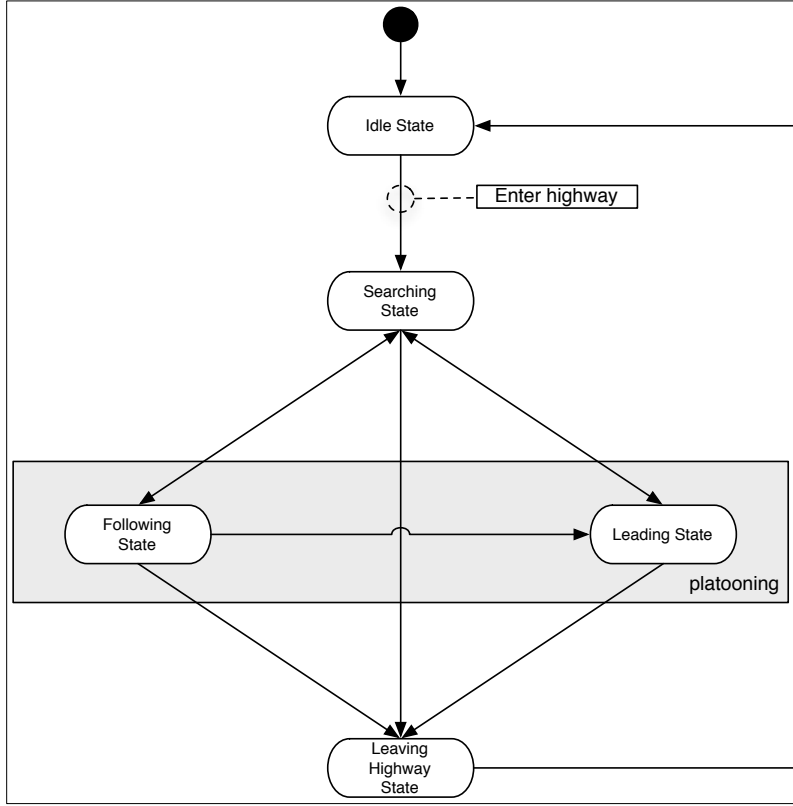 Idle State
Enter highway
Searching
State
Following
State
Leading State
platooning
Leaving
Highway
State